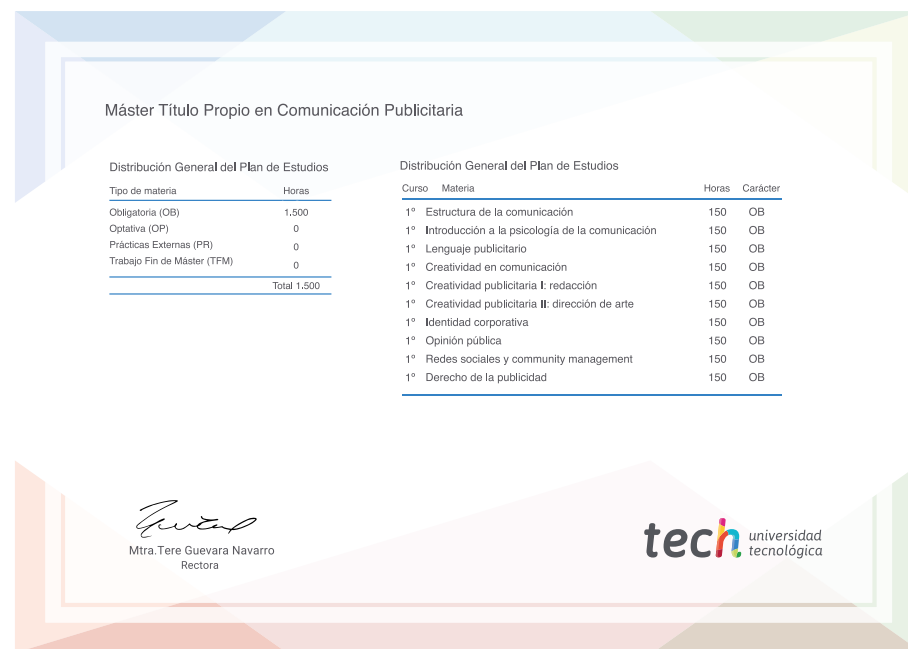 Máster Título Propio en Comunicación Publicitaria
Distribución General del Plan de Estudios
Tipo de materia Horas
Obligatoria (OB) 1.500
Optativa (OP) 0
Prácticas Externas (PR) 0
Trabajo Fin de Máster (TFM) 0
Total 1.500
Distribución General del Plan de Estudios
Curso Materia Horas Carácter
1º Estructura de la comunicación 150 OB
1º Introducción a la psicología de la comunicación 150 OB
1º Lenguaje publicitario 150 OB
1º Creatividad en comunicación 150 OB
1º Creatividad publicitaria I: redacción 150 OB
1º Creatividad publicitaria II: dirección de arte 150 OB
1º Identidad corporativa 150 OB
1º Opinión pública 150 OB
1º Redes sociales y community management 150 OB
1º Derecho de la publicidad 150 OB
Mtra.Tere Guevara Navarro
Rectora
tech universidad
tecnológica